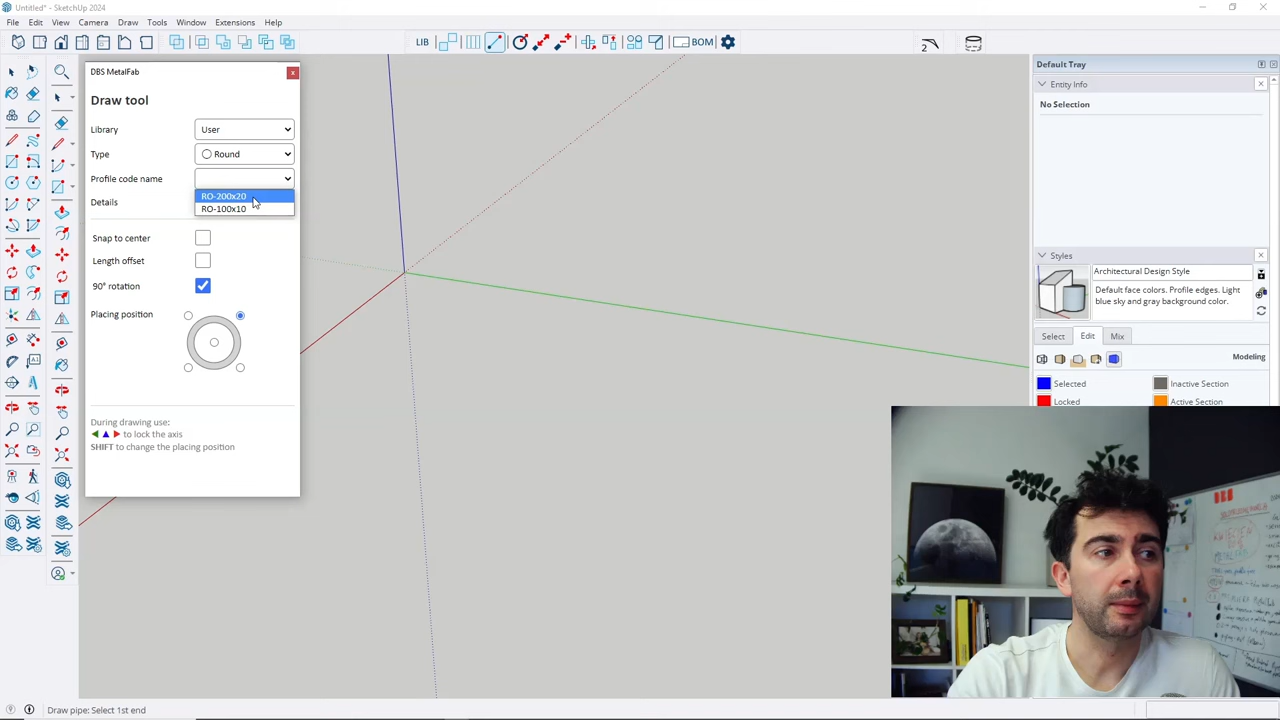 Untitled* - SketchUp 2024
File Edit View Camera Draw Tools Window Extensions Help
LIB
BOM
DBS MetalFab
x
Draw tool
Library User
Type Round
Profile code name
RO-200x20
Details
RO-100x10
Snap to center
Length offset
90° rotation
Placing position
During drawing use:
to lock the axis
SHIFT to change the placing position
Default Tray
Entity Info
No Selection
Styles
Architectural Design Style
Default face colors. Profile edges. Light
blue sky and gray background color.
Select Edit Mix
Modeling
Selected Inactive Section
Locked Active Section
Draw pipe: Select 1st end